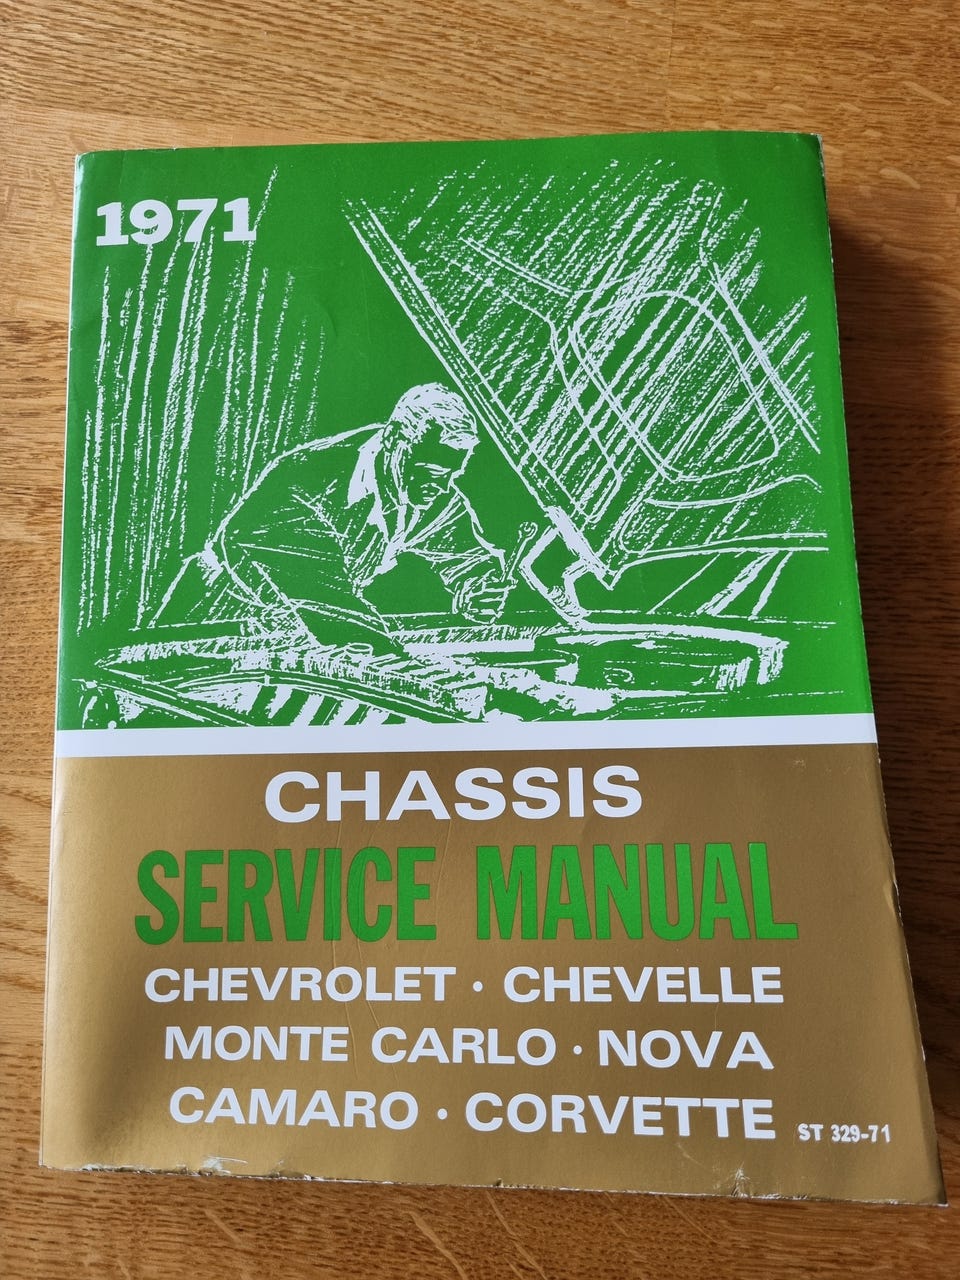 1971
CHASSIS
SERVICE MANUAL
CHEVROLET · CHEVELLE
MONTE CARLO · NOVA
CAMARO · CORVETTE
ST 329-71